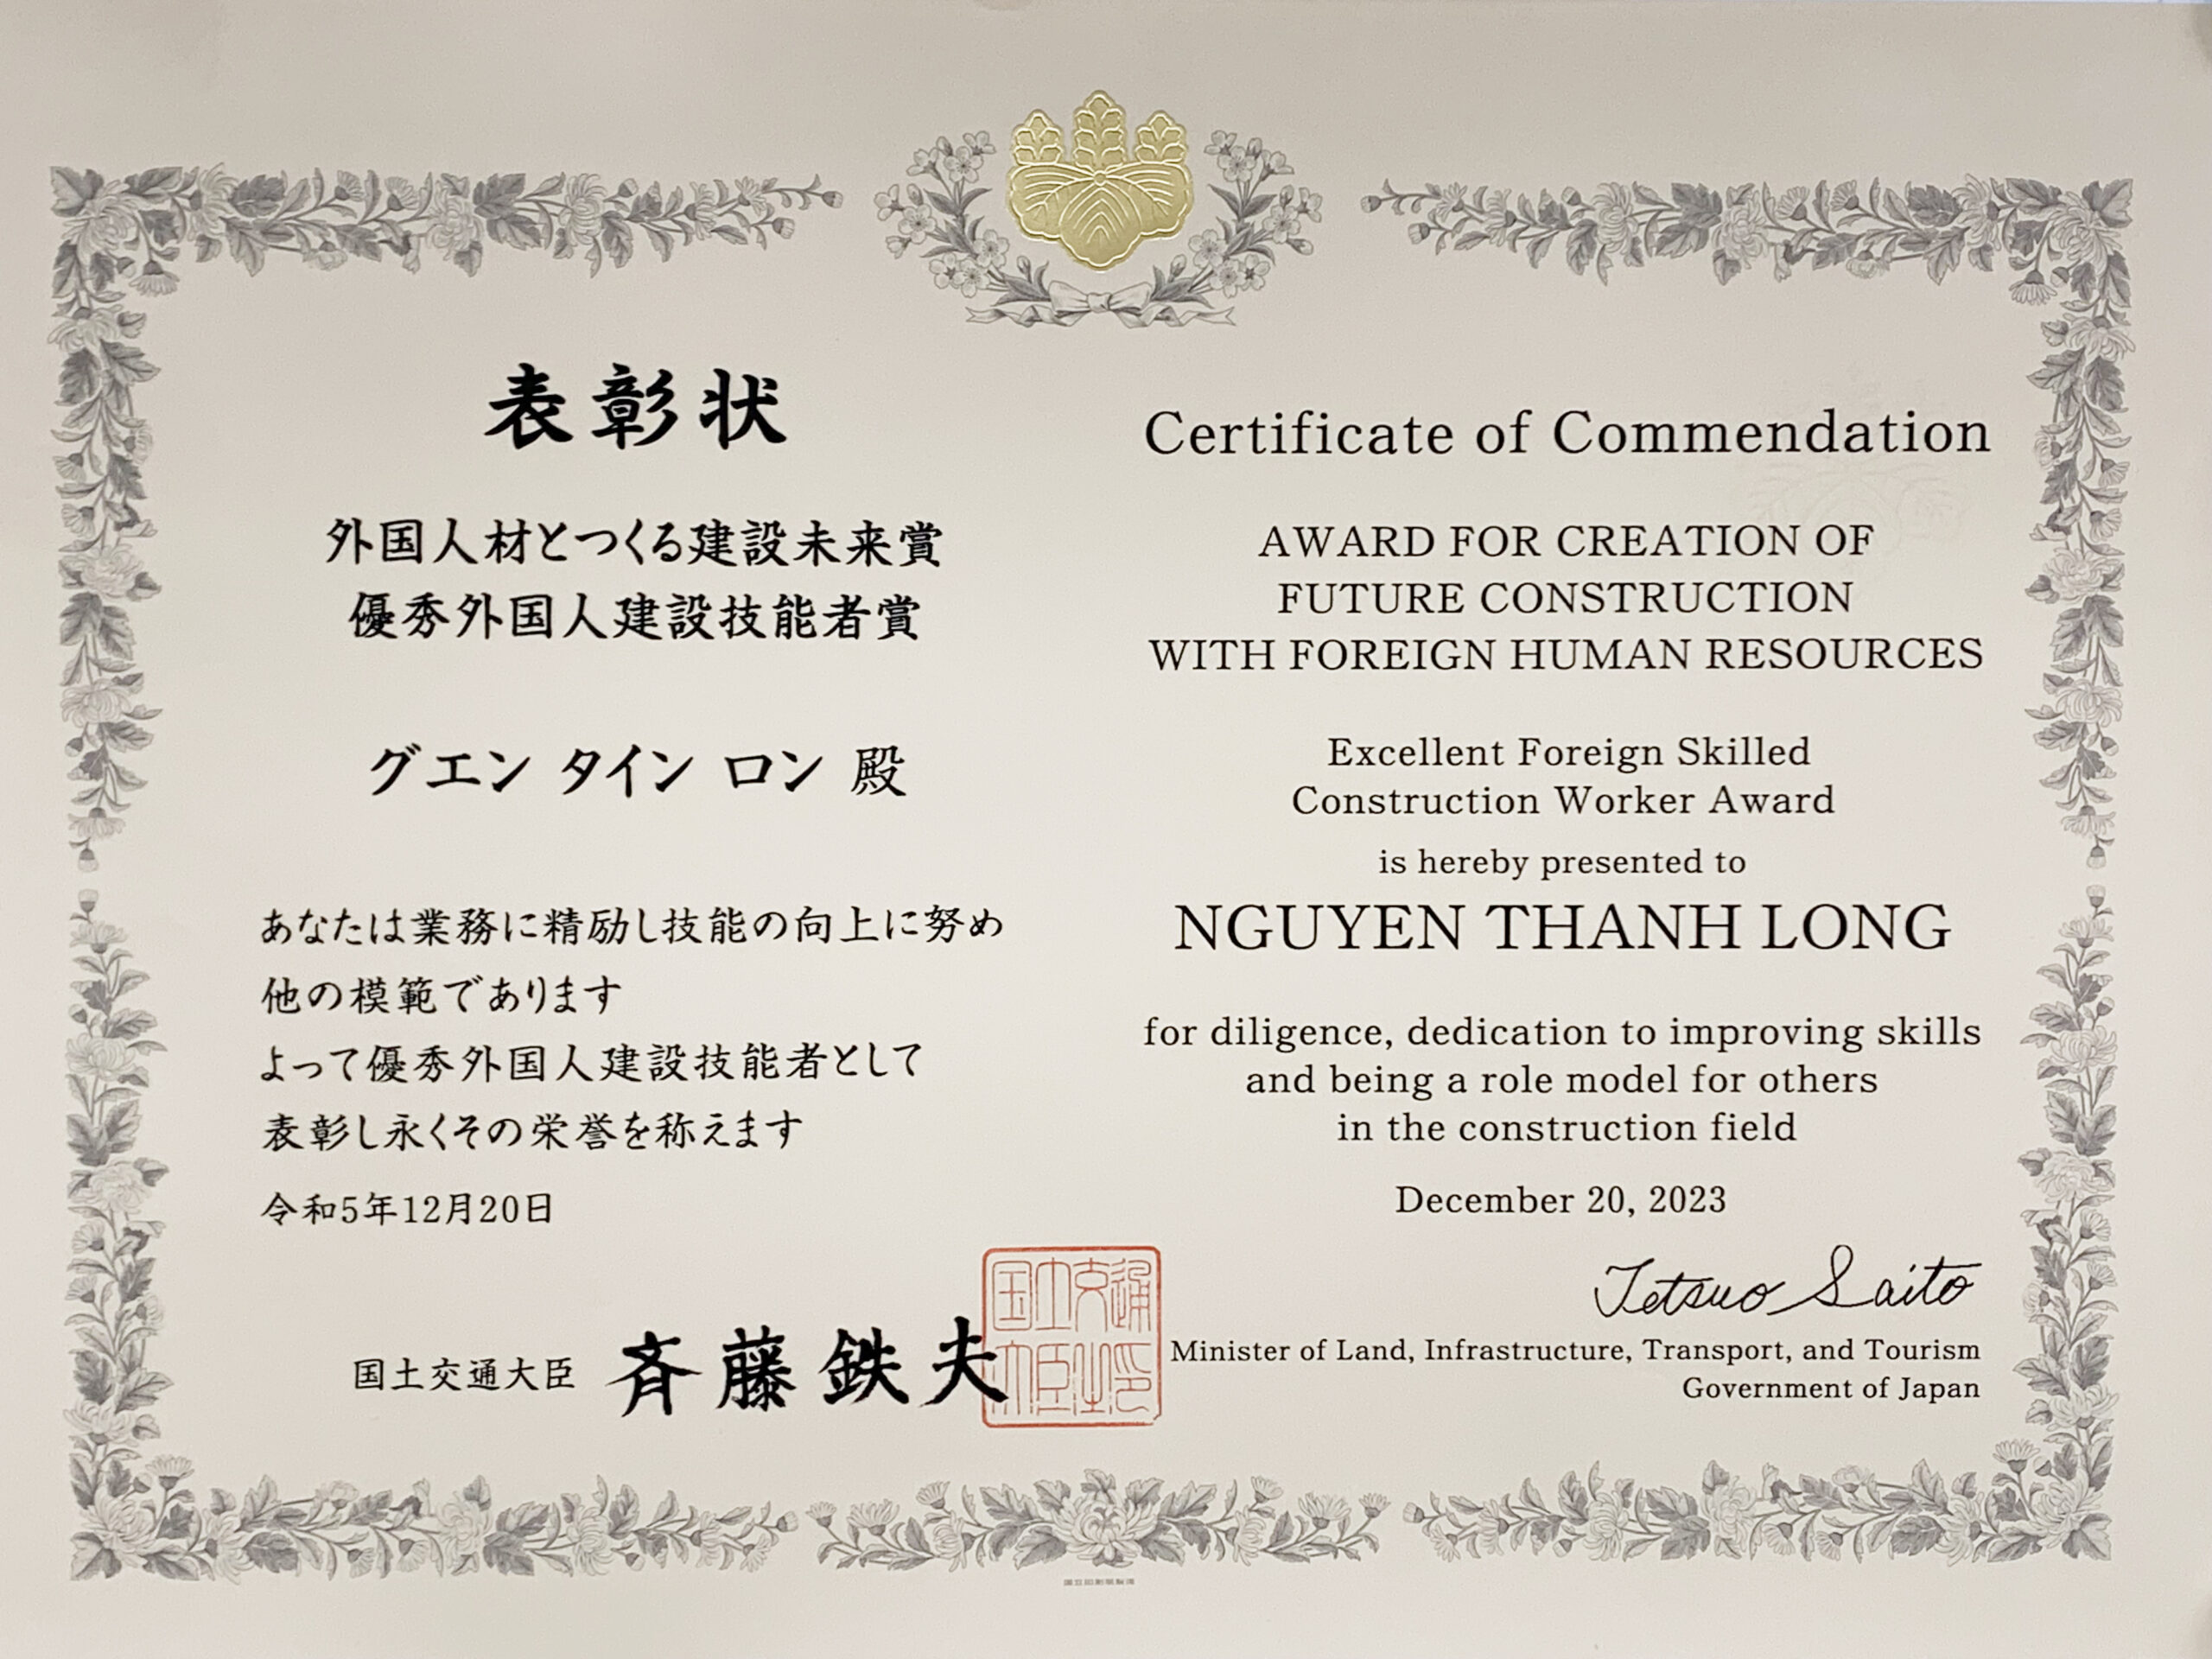 表彰状
外国人材とつくる建設未来賞
優秀外国人建設技能者賞
グエン タイン ロン 殿
あなたは業務に精励し技能の向上に努め
他の模範であります
よって優秀外国人建設技能者として
表彰し永くその栄誉を称えます
令和5年12月20日
国土交通大臣 斉藤鉄夫
Certificate of Commendation
AWARD FOR CREATION OF
FUTURE CONSTRUCTION
WITH FOREIGN HUMAN RESOURCES
Excellent Foreign Skilled
Construction Worker Award
is hereby presented to
NGUYEN THANH LONG
for diligence, dedication to improving skills
and being a role model for others
in the construction field
December 20, 2023
Tetsuo Saito
Minister of Land, Infrastructure, Transport, and Tourism
Government of Japan